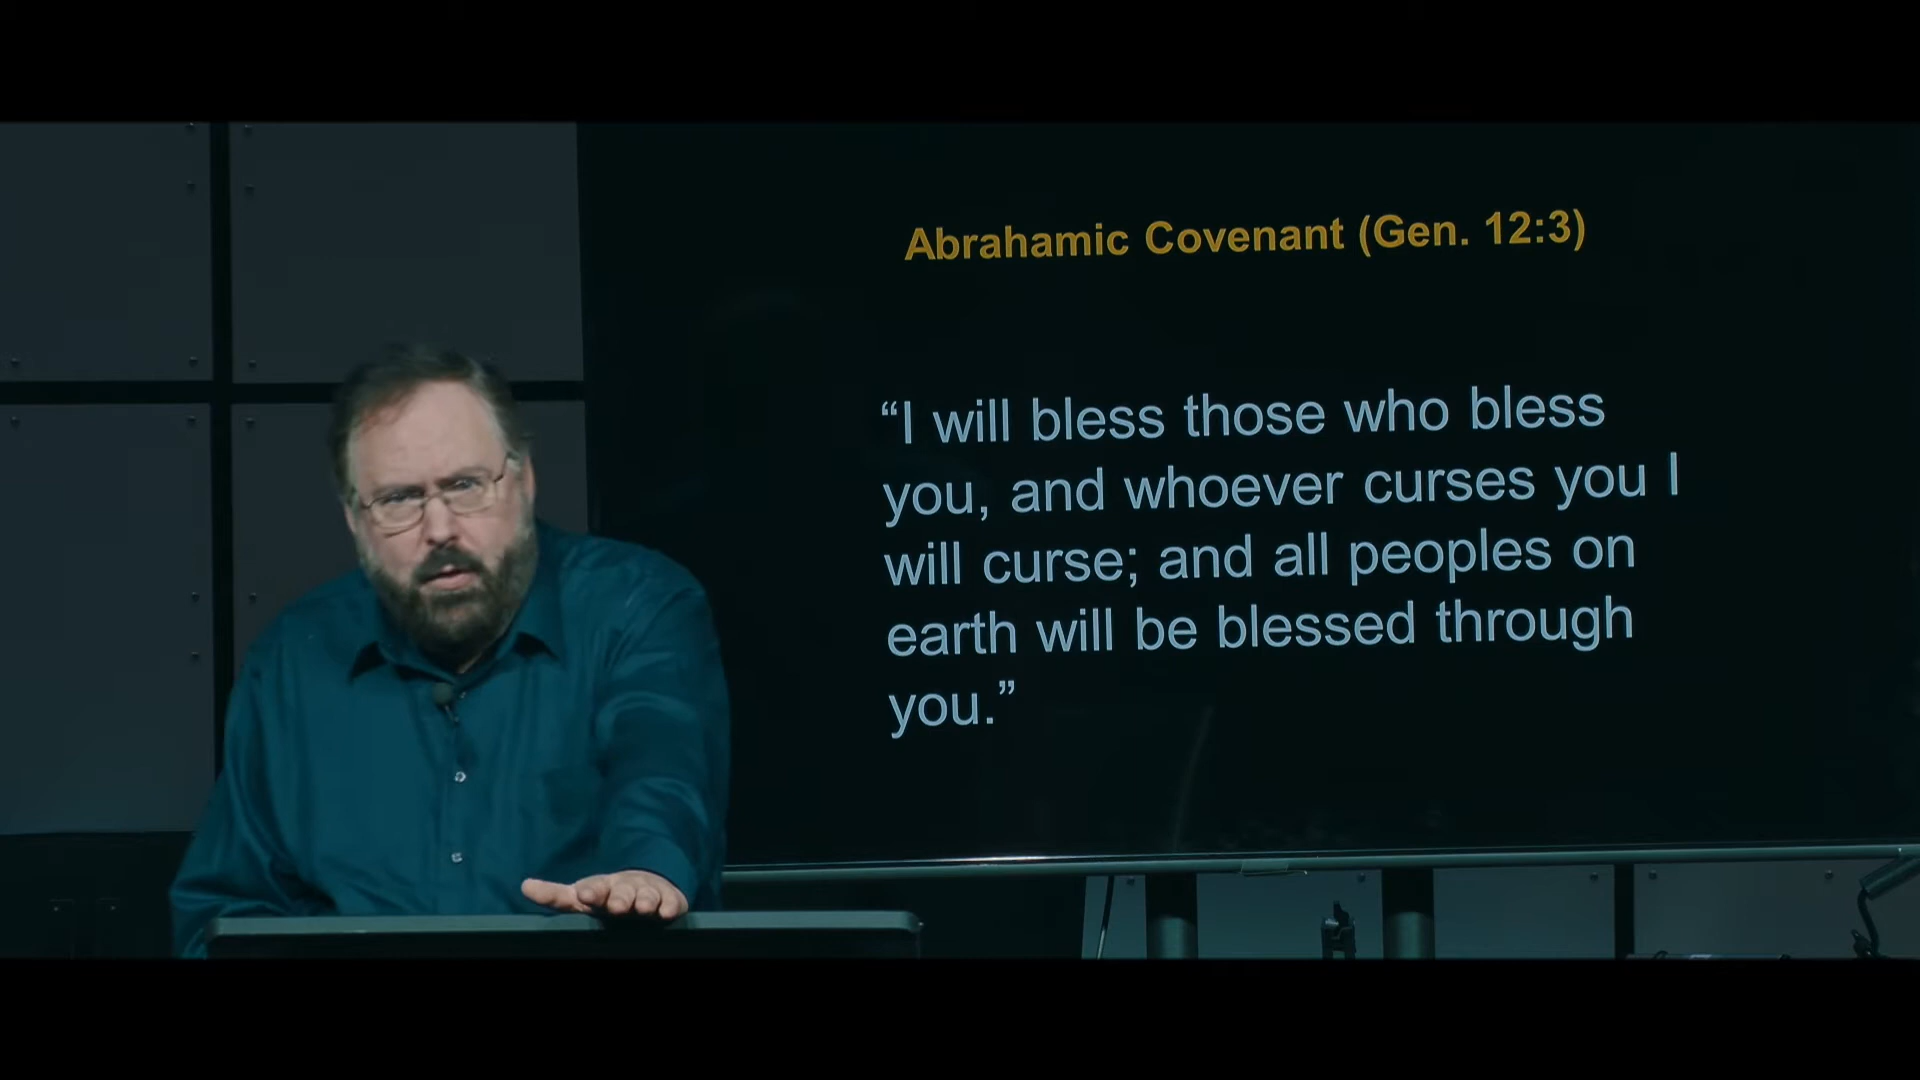 Abrahamic Covenant (Gen. 12:3)
“I will bless those who bless
you, and whoever curses you I
will curse; and all peoples on
earth will be blessed through
you.”